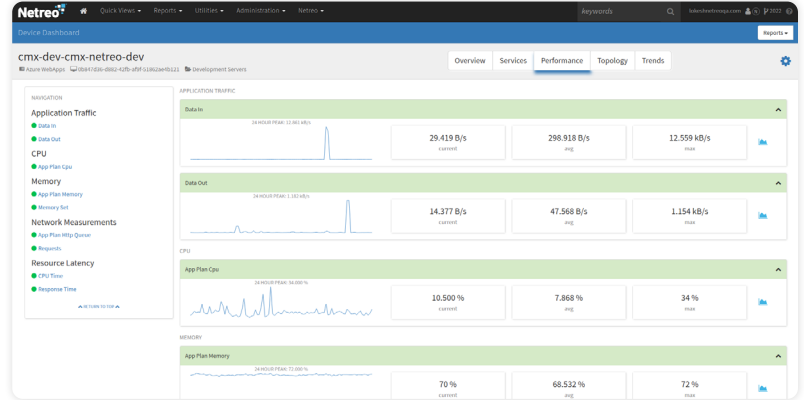 Netreo
Quick Views
Reports
Utilities
Administration
Netreo
keywords
2022
Device Dashboard
Reports
cmx-dev-cmx-netreo-dev
Azure WebApps
Development Servers
Overview
Services
Performance
Topology
Trends
NAVIGATION
Application Traffic
Data In
Data Out
CPU
App Plan Cpu
Memory
App Plan Memory
Memory Set
Network Measurements
App Plan Http Queue
Requests
Resource Latency
CPU Time
Response Time
RETURN TO TOP
APPLICATION TRAFFIC
Data In
29.419 B/s
current
298.918 B/s
avg
12.559 kB/s
max
Data Out
14.377 B/s
current
47.568 B/s
avg
1.154 kB/s
max
CPU
App Plan Cpu
24 HOUR PEAK: 34.000 %
10.500 %
current
7.868 %
avg
34 %
max
MEMORY
App Plan Memory
24 HOUR PEAK: 72.000 %
70 %
current
68.532 %
avg
72 %
max